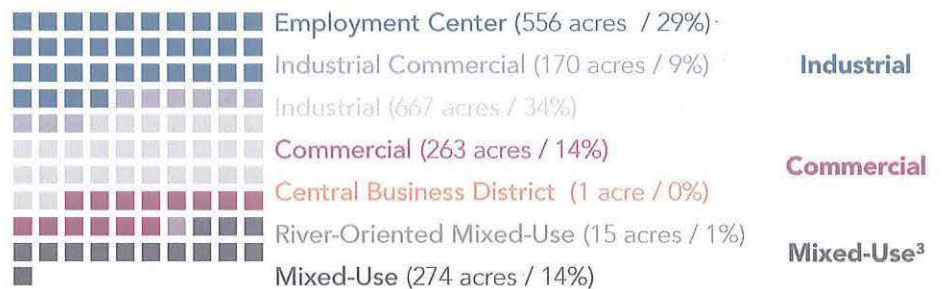 Employment Center (556 acres / 29%)
Industrial Commercial (170 acres / 9%)
Industrial
Industrial (667 acres / 34%)
Commercial (263 acres / 14%)
Commercial
Central Business District (1 acre / 0%)
River-Oriented Mixed-Use (15 acres / 1%)
Mixed-Use³
Mixed-Use (274 acres / 14%)